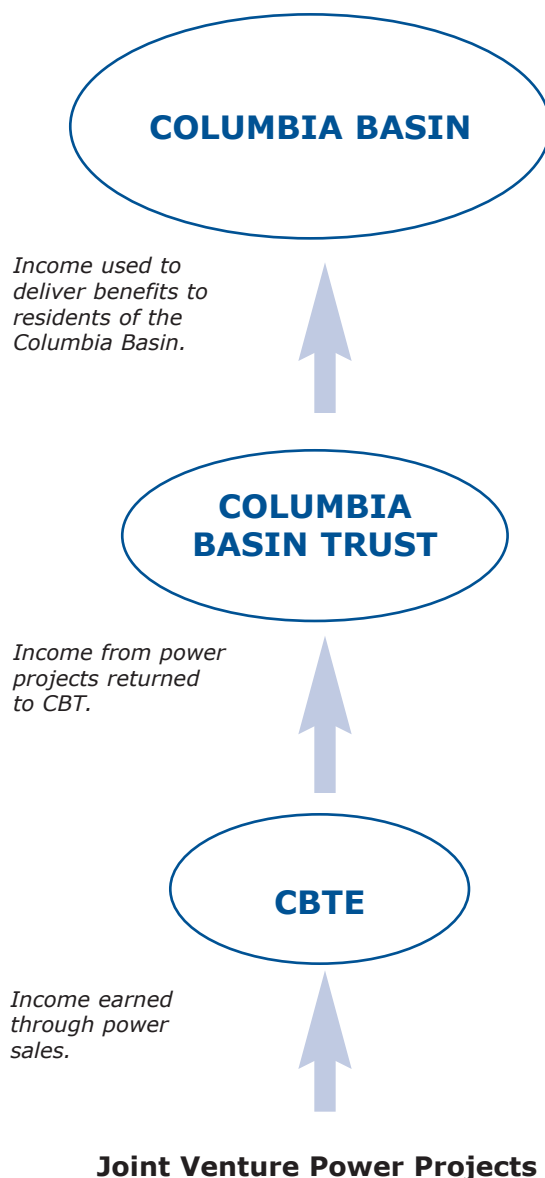 COLUMBIA BASIN
Income used to
deliver benefits to
residents of the
Columbia Basin.
COLUMBIA
BASIN TRUST
Income from power
projects returned
to CBT.
CBTE
Income earned
through power
sales.
Joint Venture Power Projects